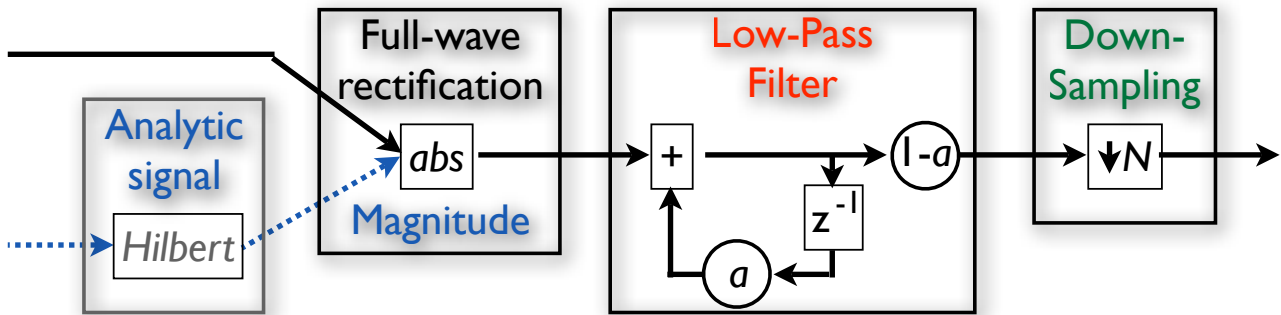 Full-wave
rectification
abs
Magnitude
Analytic
signal
Hilbert
Low-Pass
Filter
+
1-a
z-1
a
Down-
Sampling
↓N